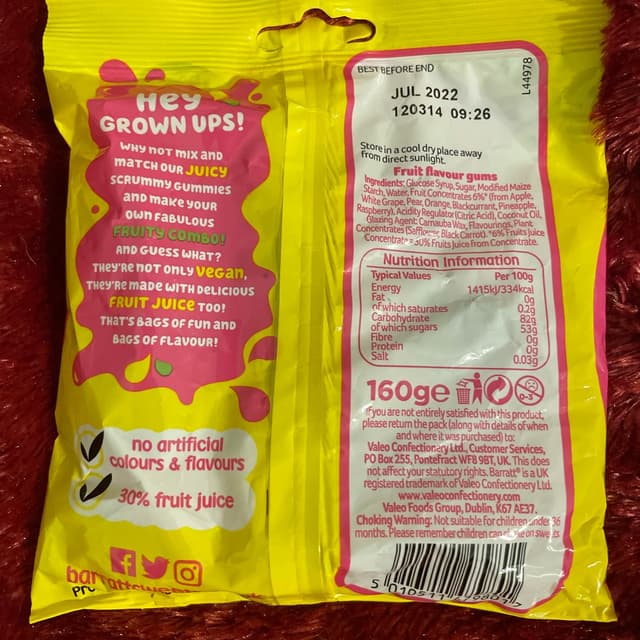 Hey
GROWN UPS!
WHY NOT MIX AND
MATCH OUR JUICY
SCRUMMY GUMMIES
AND MAKE YOUR
OWN FABULOUS
FRUITY COMBO!
AND GUESS WHAT?
THEY'RE NOT ONLY VEGAN,
THEY'RE MADE WITH DELICIOUS
FRUIT JUICE TOO!
THAT'S BAGS OF FUN AND
BAGS OF FLAVOUR!
no artificial
colours & flavours
30% fruit juice
BEST BEFORE END
L44978
JUL 2022
120314 09:26
Store in a cool dry place away
from direct sunlight.
Fruit flavour gums
Ingredients: Glucose Syrup, Sugar, Modified Maize
Starch, Water, Fruit Concentrates 6%* (from Apple,
White Grape, Pear, Orange, Blackcurrant, Pineapple,
Raspberry), Acidity Regulator (Citric Acid), Coconut Oil,
Glazing Agent: Carnauba Wax, Flavourings, Plant
Concentrates (Safflower, Black Carrot). *6% Fruits Juice
Concentrate = 30% Fruits Juice from Concentrate.
Nutrition Information
Typical Values Per 100g
Energy 1415kJ/334kcal
Fat 0g
of which saturates 0.2g
Carbohydrate 82g
of which sugars 53g
Fibre 0g
Protein 0g
Salt 0.03g
160g e
0-3
If you are not entirely satisfied with this product,
please return the pack (along with details of when
and where it was purchased) to:
Valeo Confectionery Ltd., Customer Services,
PO Box 255, Pontefract WF8 9BT, UK. This does
not affect your statutory rights. Barratt® is a UK
registered trademark of Valeo Confectionery Ltd.
www.valeoconfectionery.com
Valeo Foods Group, Dublin, K67 AE37.
Choking Warning: Not suitable for children under 36
months. Please remember children can choke on sweets.